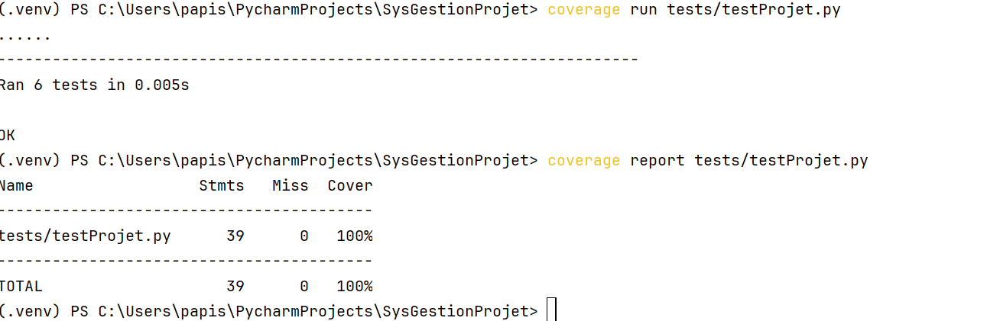 (.venv) PS C:\Users\papis\PycharmProjects\SysGestionProjet> coverage run tests/testProjet.py
......
----------------------------------------------------------------------
Ran 6 tests in 0.005s
OK
(.venv) PS C:\Users\papis\PycharmProjects\SysGestionProjet> coverage report tests/testProjet.py
Name                  Stmts   Miss  Cover
-----------------------------------------
tests/testProjet.py      39      0   100%
-----------------------------------------
TOTAL                    39      0   100%
(.venv) PS C:\Users\papis\PycharmProjects\SysGestionProjet>